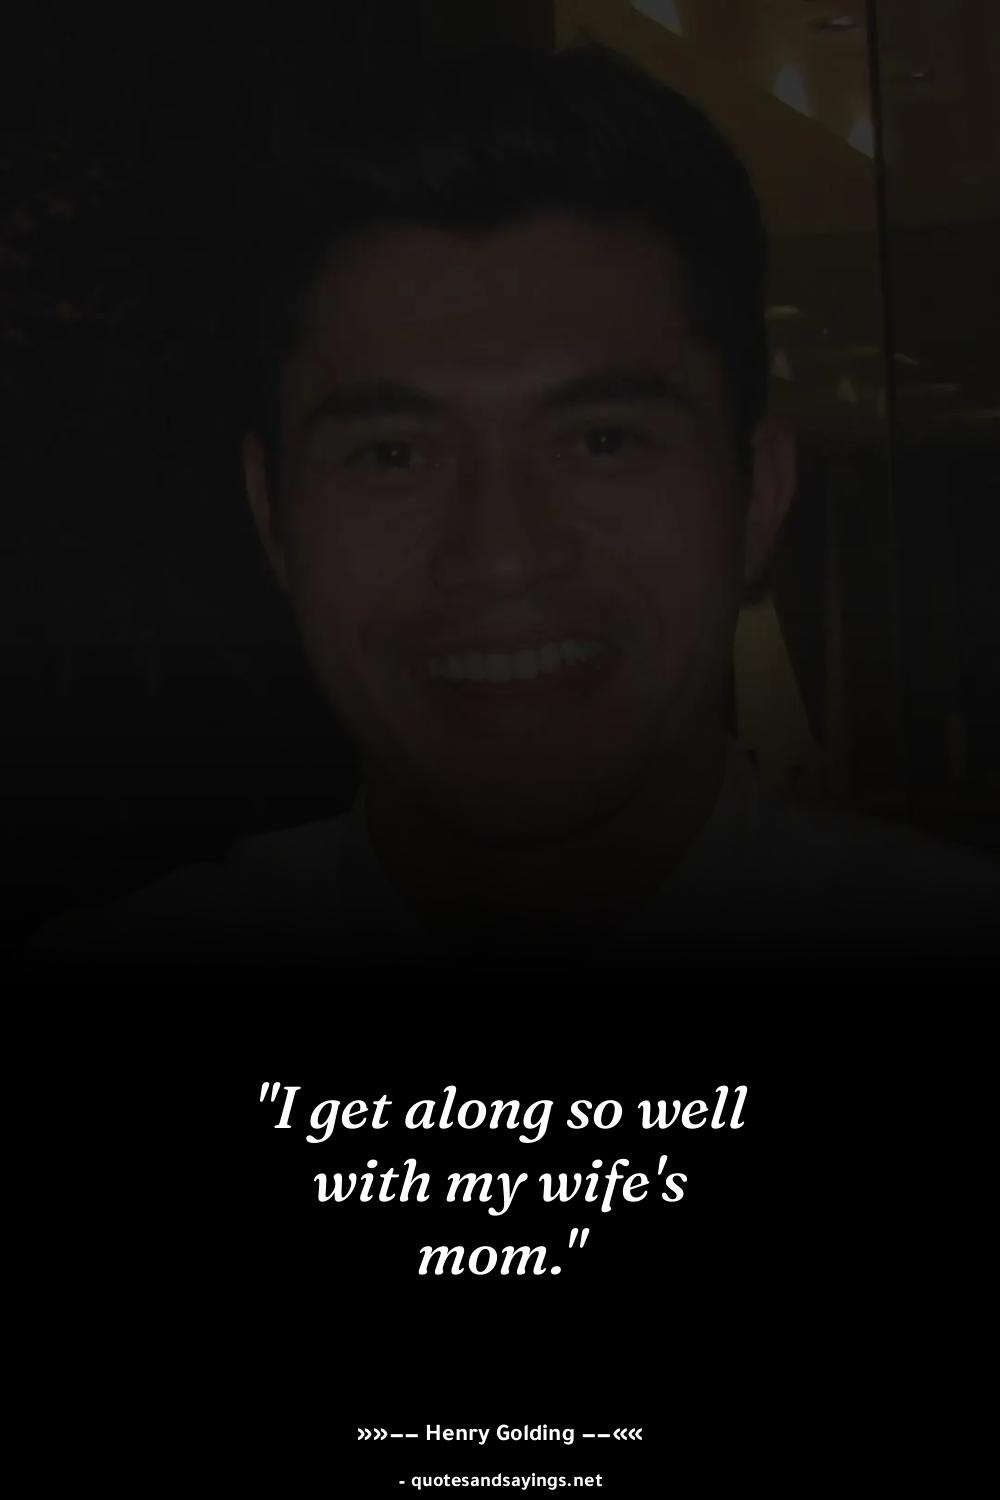 "I get along so well
with my wife's
mom."
»»−− Henry Golding −−««
- quotesandsayings.net